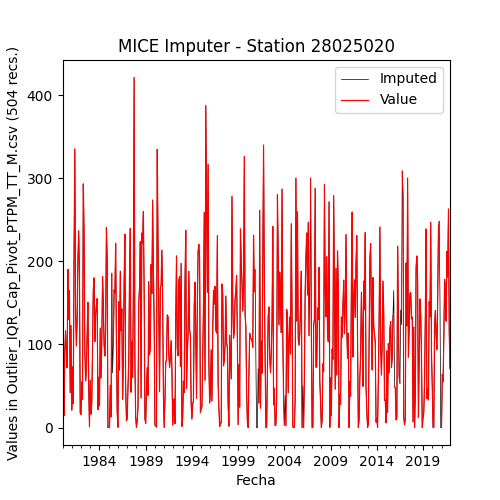 MICE Imputer - Station 28025020
Imputed
Value
Values in Outlier_IQR_Cap_Pivot_PTPM_TT_M.csv (504 recs.)
400
300
200
100
0
1984 1989 1994 1999 2004 2009 2014 2019
Fecha